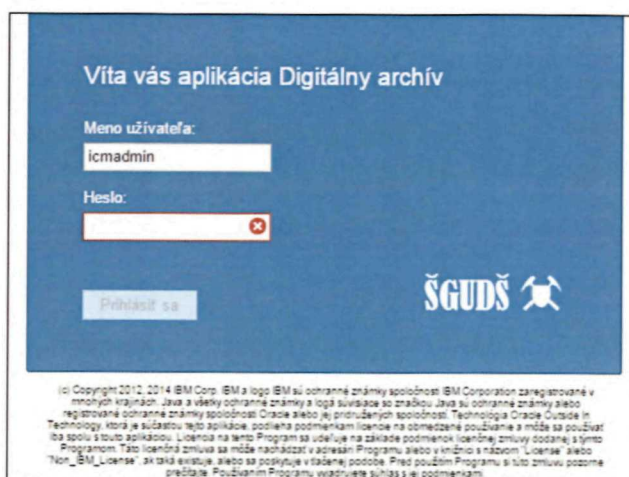 Víta vás aplikácia Digitálny archív
Meno užívateľa:
icmadmin
Heslo:
Prihlásiť sa
ŠGUDŠ
(c) Copyright 2012, 2014 IBM Corp. IBM a logo IBM sú ochranné známky spoločnosti IBM Corporation zaregistrované v
mnohých krajinách. Java a všetky ochranné známky a logá súvisiace so značkou Java sú ochranné známky alebo
registrované ochranné známky spoločnosti Oracle alebo jej pridružených spoločností. Technológia Oracle Outside In
Technology, ktorá je súčasťou tejto aplikácie, podlieha podmienkam licencie na obmedzené používanie a môže sa používať
iba spolu s touto aplikáciou. Licencia na tento Program sa udeľuje na základe podmienok licenčnej zmluvy dodanej s týmto
Programom. Táto licenčná zmluva sa môže nachádzať v adresári Programu alebo v knižnici s názvom "License" alebo
"Non_IBM_License", ak taká existuje, alebo sa poskytuje v tlačenej podobe. Pred použitím Programu si túto zmluvu pozorne
prečítajte. Používaním Programu vyjadrujete súhlas s jej podmienkami.